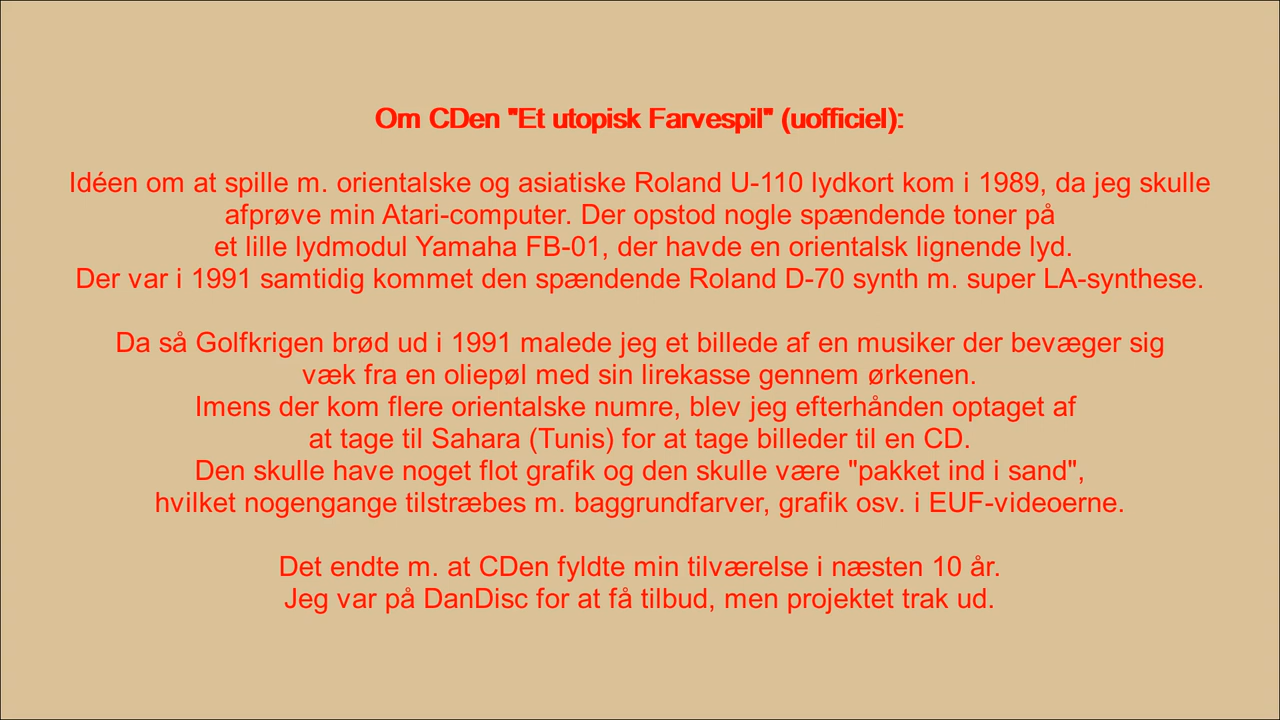 Om CDen "Et utopisk Farvespil" (uofficiel):
Idéen om at spille m. orientalske og asiatiske Roland U-110 lydkort kom i 1989, da jeg skulle
afprøve min Atari-computer. Der opstod nogle spændende toner på
et lille lydmodul Yamaha FB-01, der havde en orientalsk lignende lyd.
Der var i 1991 samtidig kommet den spændende Roland D-70 synth m. super LA-synthese.
Da så Golfkrigen brød ud i 1991 malede jeg et billede af en musiker der bevæger sig
væk fra en oliepøl med sin lirekasse gennem ørkenen.
Imens der kom flere orientalske numre, blev jeg efterhånden optaget af
at tage til Sahara (Tunis) for at tage billeder til en CD.
Den skulle have noget flot grafik og den skulle være "pakket ind i sand",
hvilket nogengange tilstræbes m. baggrundfarver, grafik osv. i EUF-videoerne.
Det endte m. at CDen fyldte min tilværelse i næsten 10 år.
Jeg var på DanDisc for at få tilbud, men projektet trak ud.